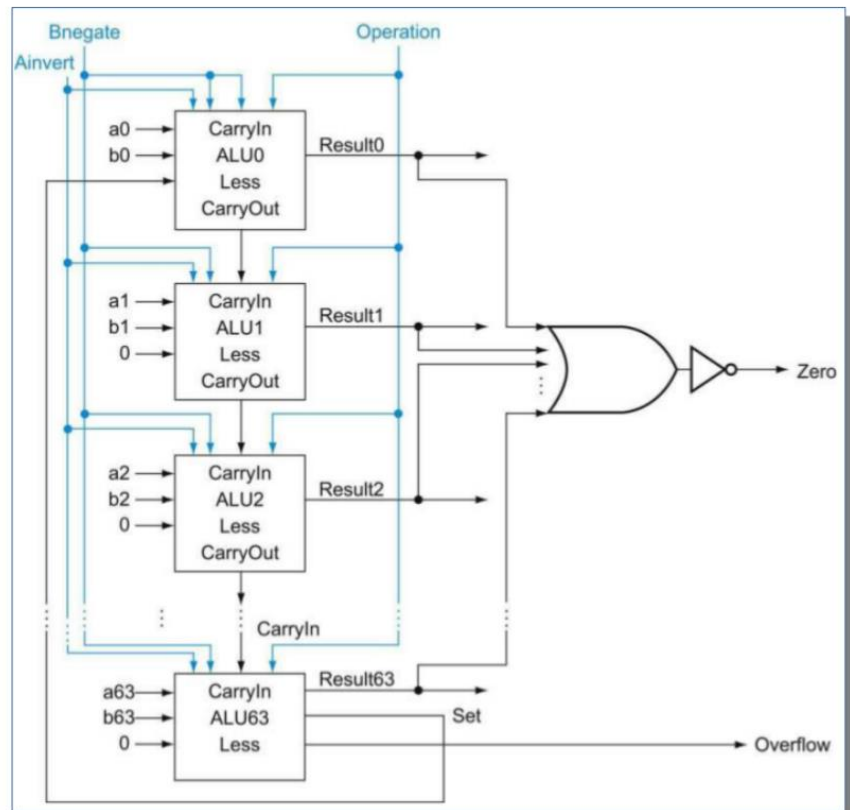 Bnegate
Operation
Ainvert
a0
CarryIn
Result0
b0
ALU0
Less
CarryOut
a1
CarryIn
Result1
b1
ALU1
0
Less
CarryOut
Zero
a2
CarryIn
Result2
b2
ALU2
0
Less
CarryOut
CarryIn
a63
CarryIn
Result63
b63
ALU63
Set
0
Less
Overflow